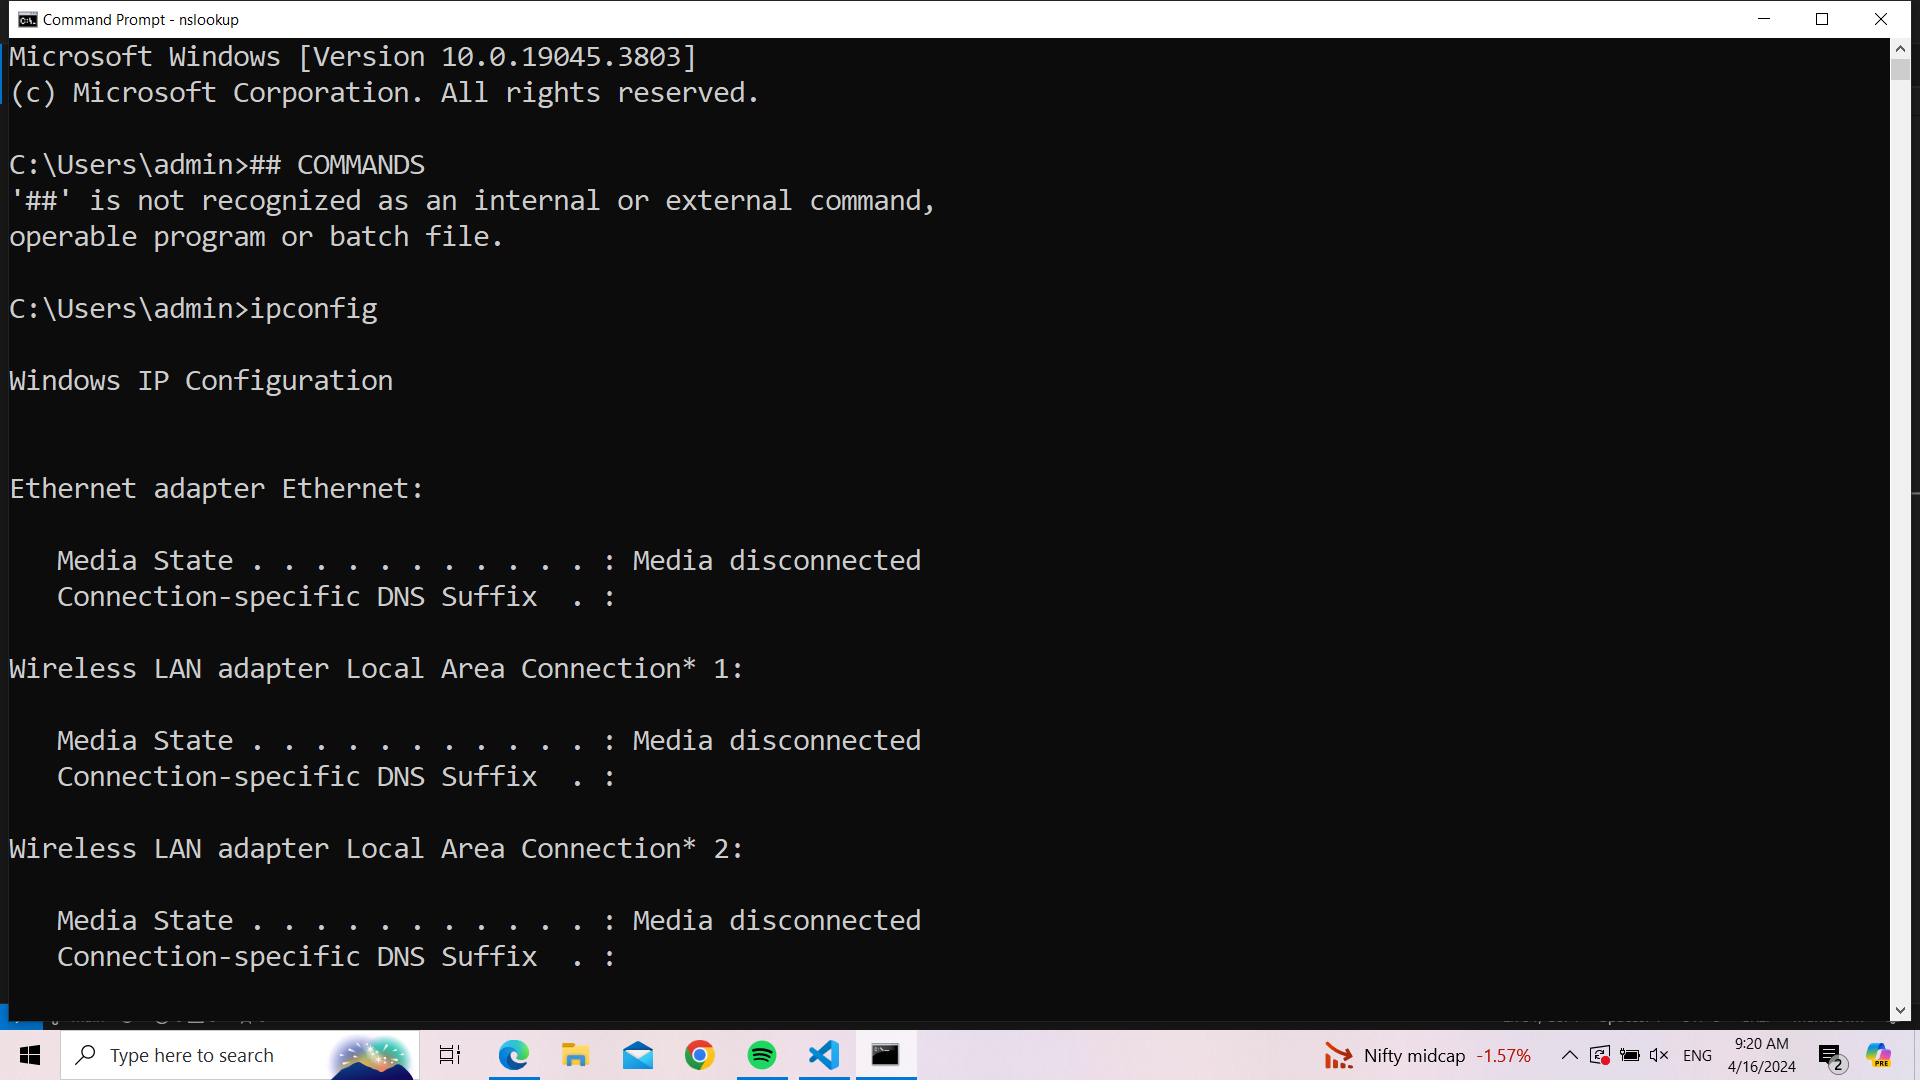 Command Prompt - nslookup
Microsoft Windows [Version 10.0.19045.3803]
(c) Microsoft Corporation. All rights reserved.
C:\Users\admin>## COMMANDS
'##' is not recognized as an internal or external command,
operable program or batch file.
C:\Users\admin>ipconfig
Windows IP Configuration
Ethernet adapter Ethernet:
Media State . . . . . . . . . . . : Media disconnected
Connection-specific DNS Suffix  . :
Wireless LAN adapter Local Area Connection* 1:
Media State . . . . . . . . . . . : Media disconnected
Connection-specific DNS Suffix  . :
Wireless LAN adapter Local Area Connection* 2:
Media State . . . . . . . . . . . : Media disconnected
Connection-specific DNS Suffix  . :
Type here to search
Nifty midcap -1.57%
ENG
9:20 AM
4/16/2024
2
PRE